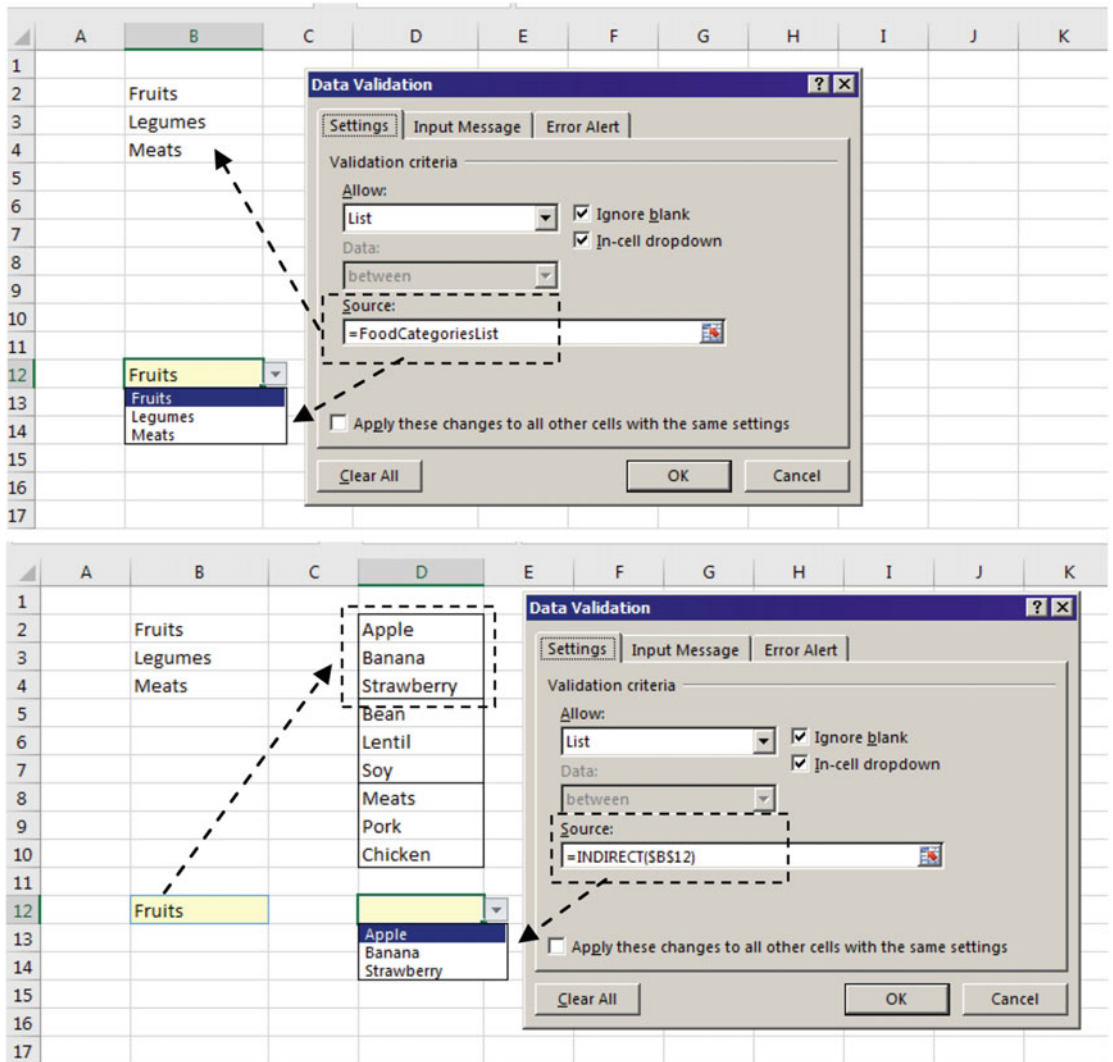 A B C D E F G H I J K
1
2 Fruits
3 Legumes
4 Meats
5
6
7
8
9
10
11
12 Fruits
13 Fruits
14 Legumes
Meats
15
16
17
Data Validation
Settings Input Message Error Alert
Validation criteria
Allow:
List
Ignore blank
Data:
In-cell dropdown
between
Source:
=FoodCategoriesList
Apply these changes to all other cells with the same settings
Clear All OK Cancel
A B C D E F G H I J K
1
2 Fruits Apple
3 Legumes Banana
4 Meats Strawberry
5 Bean
6 Lentil
7 Soy
8 Meats
9 Pork
10 Chicken
11
12 Fruits
13 Apple
Banana
14 Strawberry
15
16
17
Data Validation
Settings Input Message Error Alert
Validation criteria
Allow:
List
Ignore blank
Data:
In-cell dropdown
between
Source:
=INDIRECT($B$12)
Apply these changes to all other cells with the same settings
Clear All OK Cancel